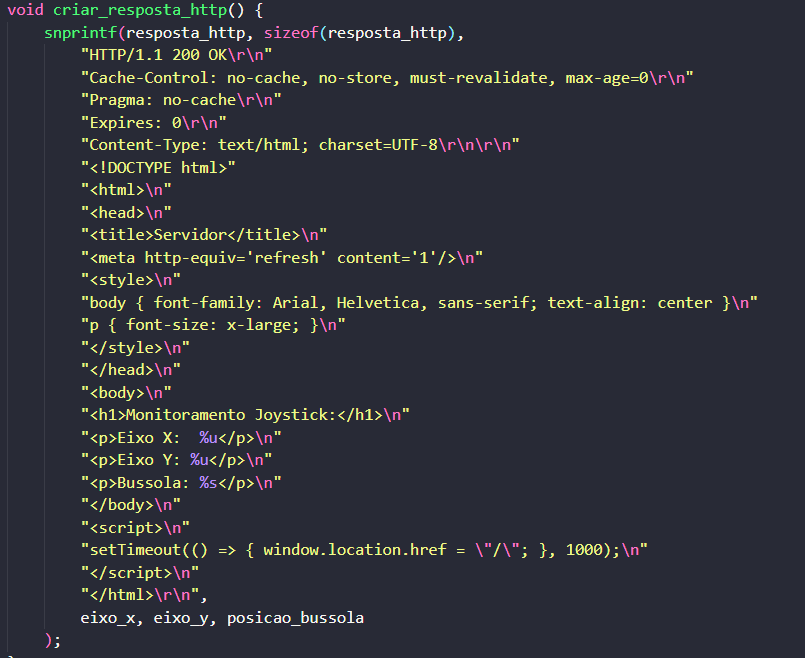 void criar_resposta_http() {
    snprintf(resposta_http, sizeof(resposta_http),
        "HTTP/1.1 200 OK\r\n"
        "Cache-Control: no-cache, no-store, must-revalidate, max-age=0\r\n"
        "Pragma: no-cache\r\n"
        "Expires: 0\r\n"
        "Content-Type: text/html; charset=UTF-8\r\n\r\n"
        "<!DOCTYPE html>"
        "<html>\n"
        "<head>\n"
        "<title>Servidor</title>\n"
        "<meta http-equiv='refresh' content='1'/>\n"
        "<style>\n"
        "body { font-family: Arial, Helvetica, sans-serif; text-align: center }\n"
        "p { font-size: x-large; }\n"
        "</style>\n"
        "</head>\n"
        "<body>\n"
        "<h1>Monitoramento Joystick:</h1>\n"
        "<p>Eixo X:  %u</p>\n"
        "<p>Eixo Y: %u</p>\n"
        "<p>Bussola: %s</p>\n"
        "</body>\n"
        "<script>\n"
        "setTimeout(() => { window.location.href = \"/\"; }, 1000);\n"
        "</script>\n"
        "</html>\r\n",
        eixo_x, eixo_y, posicao_bussola
    );